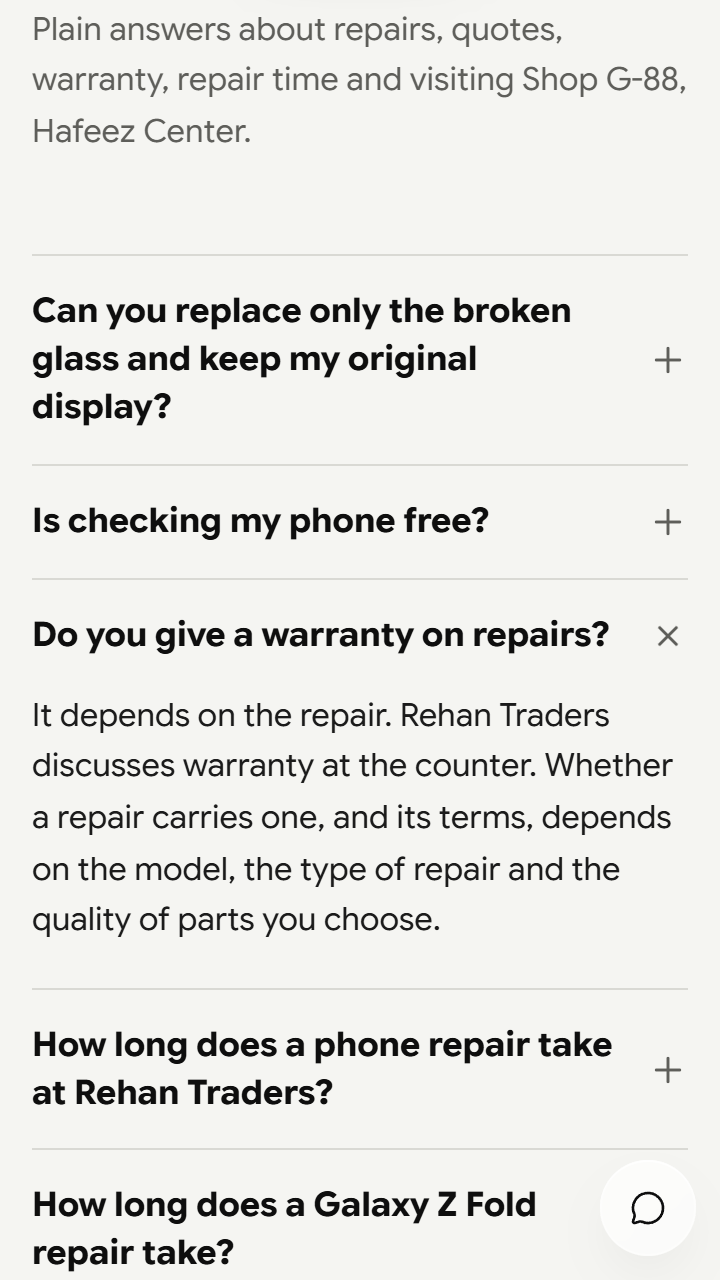 Plain answers about repairs, quotes,
warranty, repair time and visiting Shop G-88,
Hafeez Center.
Can you replace only the broken
glass and keep my original
display?
Is checking my phone free?
Do you give a warranty on repairs?
It depends on the repair. Rehan Traders
discusses warranty at the counter. Whether
a repair carries one, and its terms, depends
on the model, the type of repair and the
quality of parts you choose.
How long does a phone repair take
at Rehan Traders?
How long does a Galaxy Z Fold
repair take?